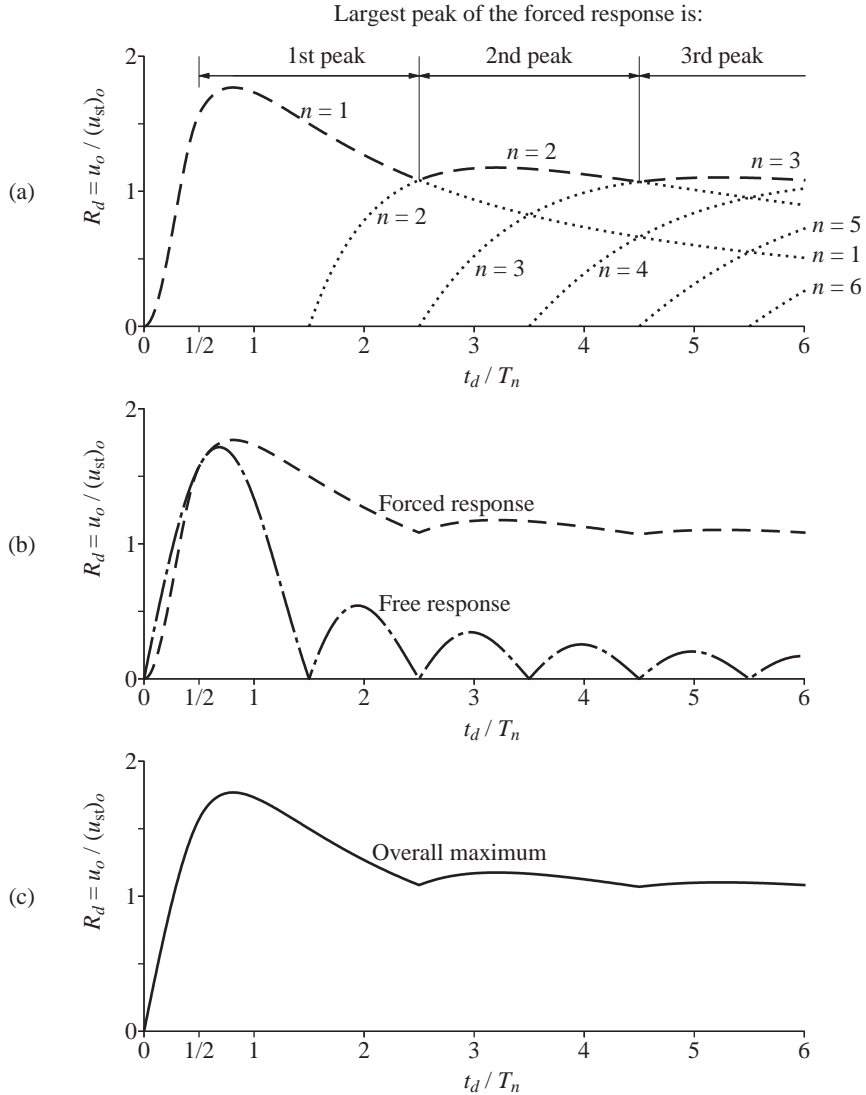 Largest peak of the forced response is:
1st peak
2nd peak
3rd peak
(a)
R_d = u_o / (u_st)_o
2
1
0
n = 1
n = 2
n = 2
n = 3
n = 3
n = 4
n = 5
n = 1
n = 6
0 1/2 1 2 3 4 5 6
t_d / T_n
(b)
R_d = u_o / (u_st)_o
2
1
0
Forced response
Free response
0 1/2 1 2 3 4 5 6
t_d / T_n
(c)
R_d = u_o / (u_st)_o
2
1
0
Overall maximum
0 1/2 1 2 3 4 5 6
t_d / T_n